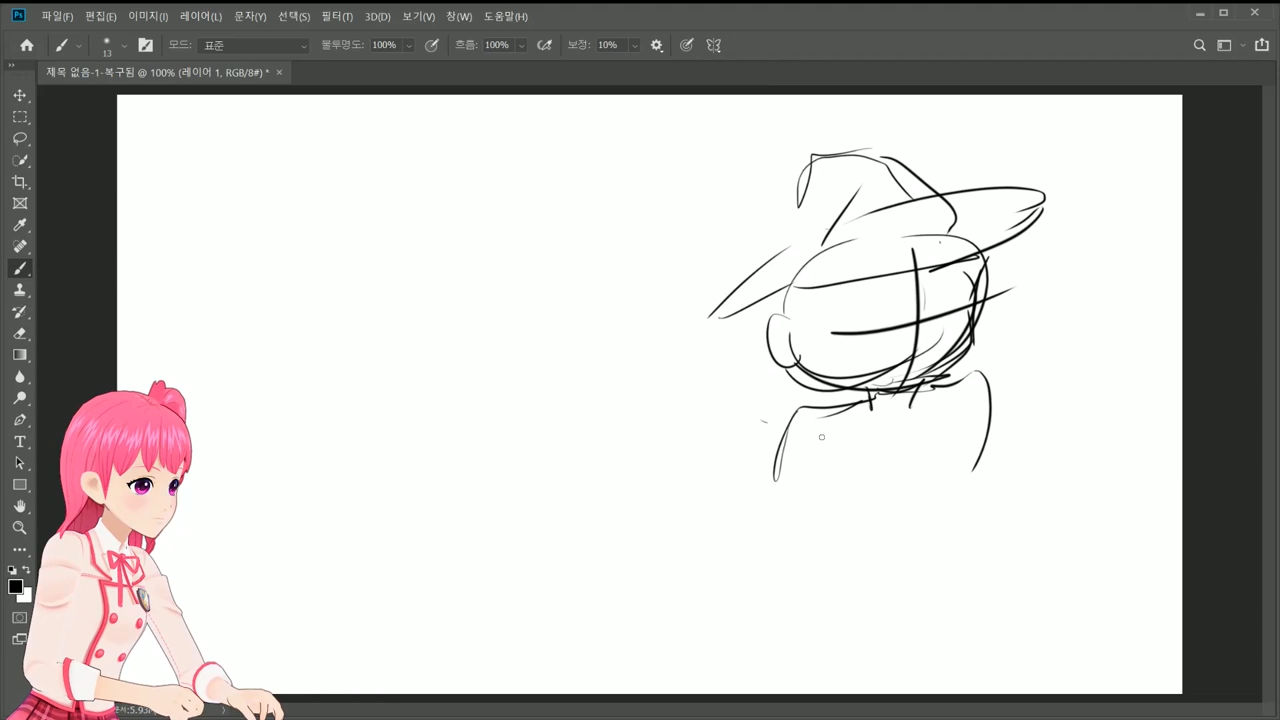 Ps 파일(F) 편집(E) 이미지(I) 레이어(L) 문자(Y) 선택(S) 필터(T) 3D(D) 보기(V) 창(W) 도움말(H)
13 모드: 표준 불투명도: 100% 흐름: 100% 보정: 10%
제목 없음-1-복구됨 @ 100% (레이어 1, RGB/8#) *